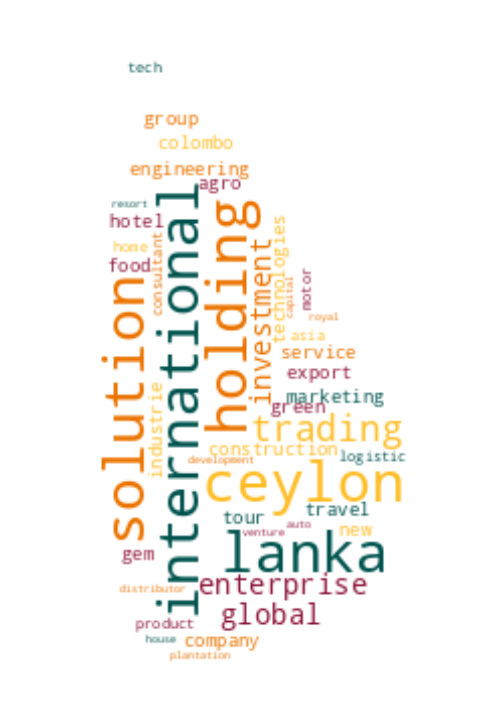 tech
group
colombo
engineering
agro
resort
hotel
home
food
solution
consultant
international
holding
investment
technologies
capital
motor
royal
asia
service
export
marketing
green
industrie
trading
construction
logistic
development
ceylon
travel
tour
auto
venture
new
lanka
gem
enterprise
distributor
global
product
house
company
plantation